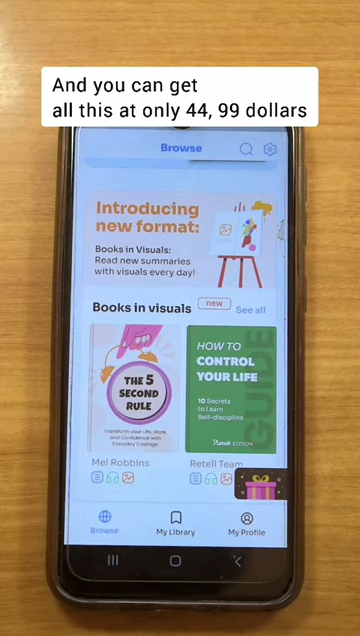 And you can get
all this at only 44, 99 dollars
Browse
Introducing
new format:
Books in Visuals:
Read new summaries
with visuals every day!
Books in visuals
new
See all
THE 5
SECOND
RULE
Transform your Life, Work,
and Confidence with
Everyday Courage
HOW TO
CONTROL
YOUR LIFE
10 Secrets
to Learn
Self-discipline
Retell EDITION
GUIDE
Mel Robbins
Retell Team
Browse
My Library
My Profile